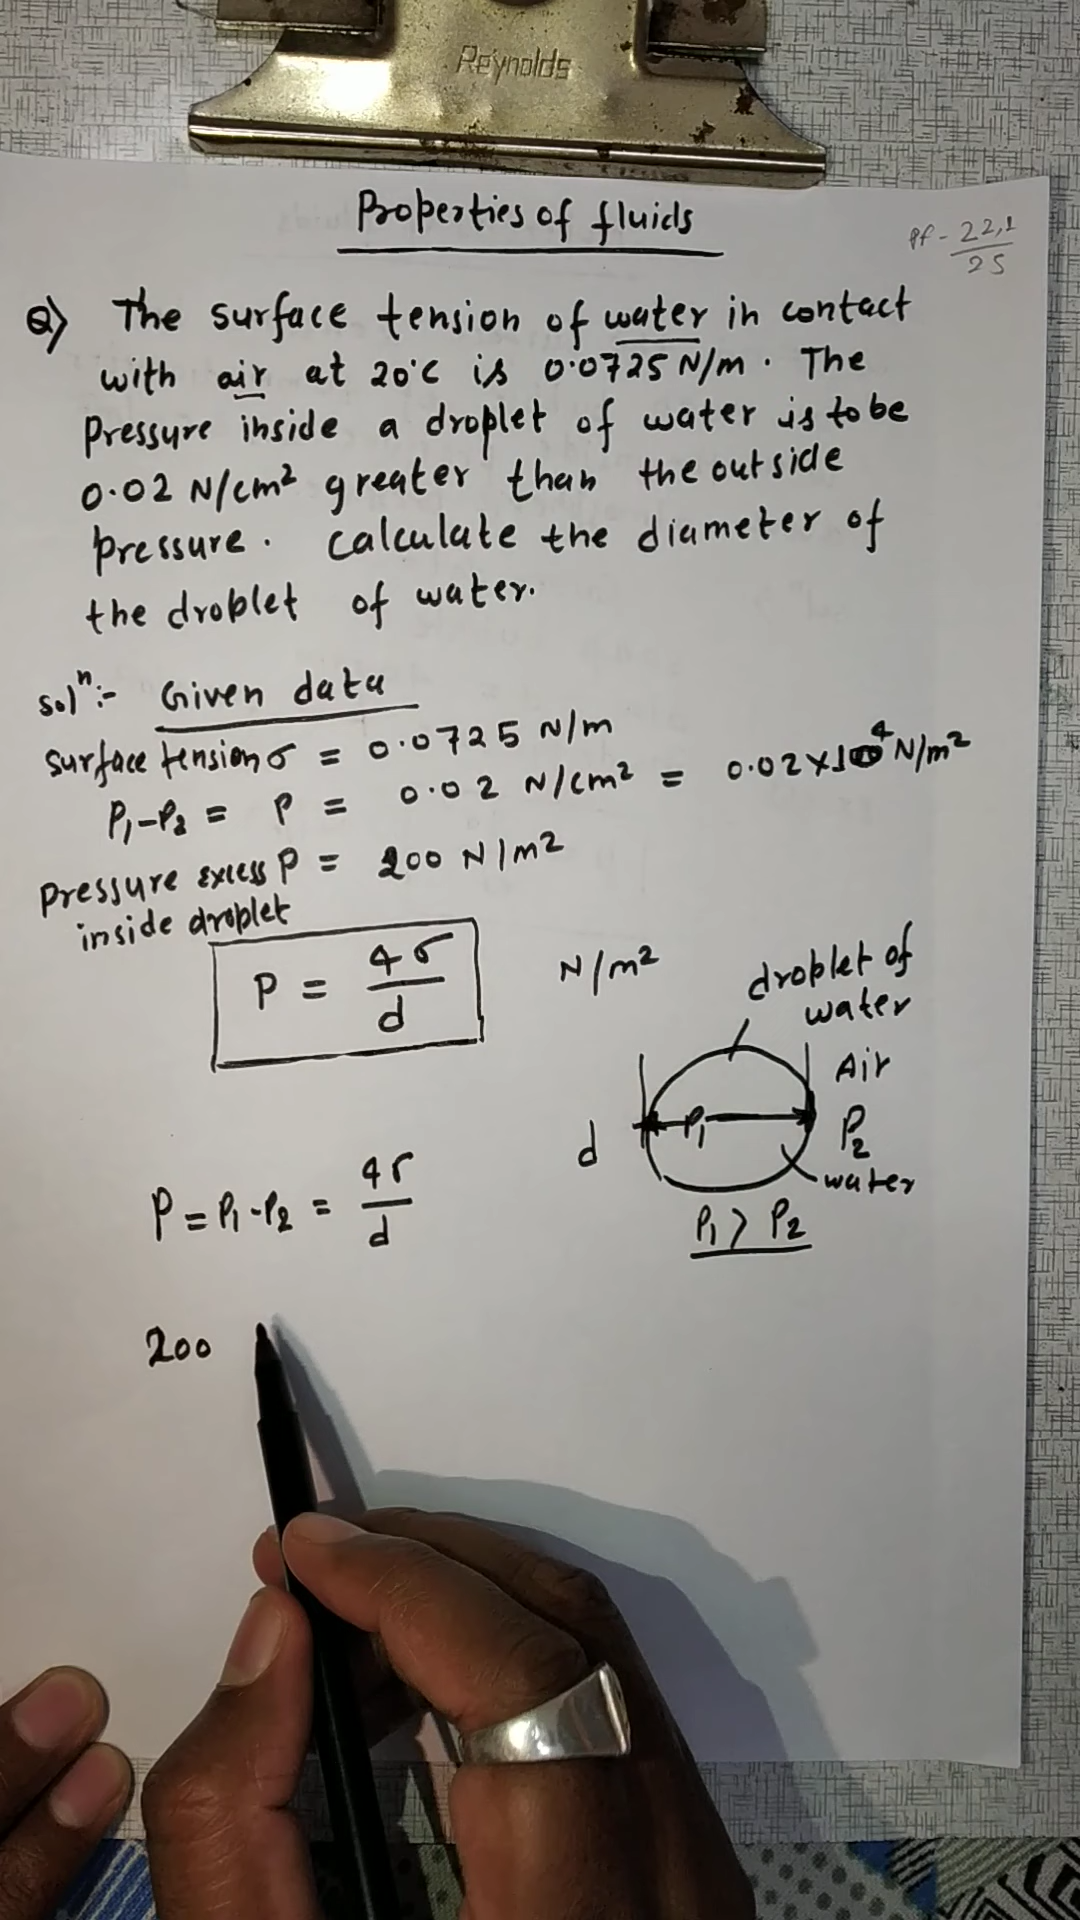 Reynolds
Properties of fluids
Pf - 22,1
25
Q) The surface tension of water in contact
with air at 20°C is 0.0725 N/m. The
Pressure inside a droplet of water is to be
0.02 N/cm² greater than the outside
pressure. calculate the diameter of
the droplet of water.
solⁿ:- Given data
surface tension σ = 0.0725 N/m
P₁-P₂ = P = 0.02 N/cm² = 0.02×10⁴ N/m²
Pressure excess P = 200 N/m²
inside droplet
P = 4σ/d N/m²
droplet of
water
Air
d P₁ P₂
water
P₁ > P₂
P = P₁-P₂ = 4σ/d
200